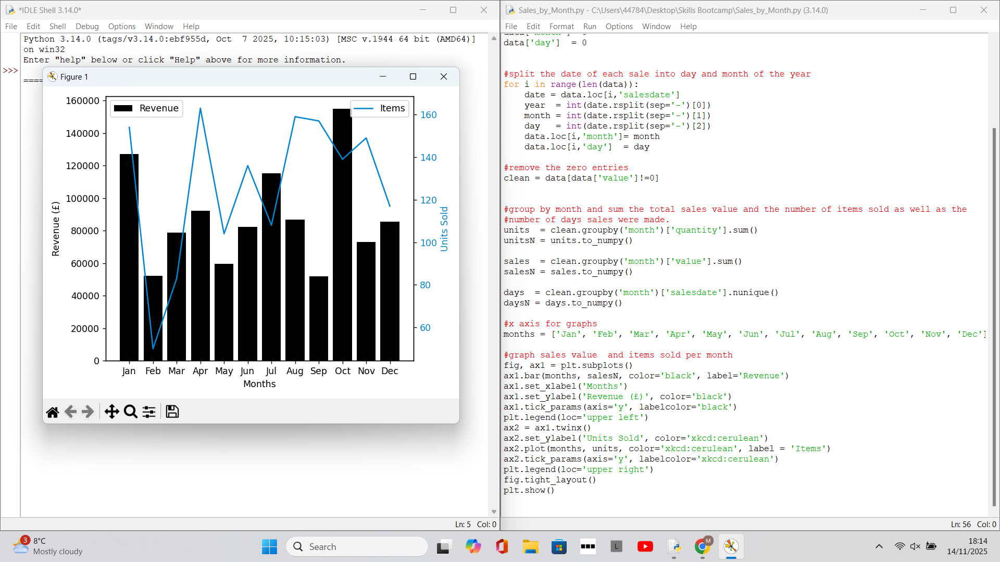 *IDLE Shell 3.14.0*
File Edit Shell Debug Options Window Help
Python 3.14.0 (tags/v3.14.0:ebf955d, Oct  7 2025, 10:15:03) [MSC v.1944 64 bit (AMD64)]
on win32
Enter "help" below or click "Help" above for more information.
>>>
====
Figure 1
Revenue
Items
160000
140000
120000
100000
80000
60000
40000
20000
0
Revenue (£)
160
140
120
100
80
60
Units Sold
Jan Feb Mar Apr May Jun Jul Aug Sep Oct Nov Dec
Months
Ln: 5 Col: 0
Sales_by_Month.py - C:\Users\44784\Desktop\Skills Bootcamp\Sales_by_Month.py (3.14.0)
File Edit Format Run Options Window Help
data['day']  = 0
#split the date of each sale into day and month of the year
for i in range(len(data)):
    date = data.loc[i,'salesdate']
    year  = int(date.rsplit(sep='-')[0])
    month = int(date.rsplit(sep='-')[1])
    day   = int(date.rsplit(sep='-')[2])
    data.loc[i,'month']= month
    data.loc[i,'day']  = day
#remove the zero entries
clean = data[data['value']!=0]
#group by month and sum the total sales value and the number of items sold as well as the
#number of days sales were made.
units  = clean.groupby('month')['quantity'].sum()
unitsN = units.to_numpy()
sales  = clean.groupby('month')['value'].sum()
salesN = sales.to_numpy()
days  = clean.groupby('month')['salesdate'].nunique()
daysN = days.to_numpy()
#x axis for graphs
months = ['Jan', 'Feb', 'Mar', 'Apr', 'May', 'Jun', 'Jul', 'Aug', 'Sep', 'Oct', 'Nov', 'Dec']
#graph sales value  and items sold per month
fig, ax1 = plt.subplots()
ax1.bar(months, salesN, color='black', label='Revenue')
ax1.set_xlabel('Months')
ax1.set_ylabel('Revenue (£)', color='black')
ax1.tick_params(axis='y', labelcolor='black')
plt.legend(loc='upper left')
ax2 = ax1.twinx()
ax2.set_ylabel('Units Sold', color='xkcd:cerulean')
ax2.plot(months, units, color='xkcd:cerulean', label = 'Items')
ax2.tick_params(axis='y', labelcolor='xkcd:cerulean')
plt.legend(loc='upper right')
fig.tight_layout()
plt.show()
Ln: 56 Col: 0
3
8°C
Mostly cloudy
Search
L
M
18:14
14/11/2025